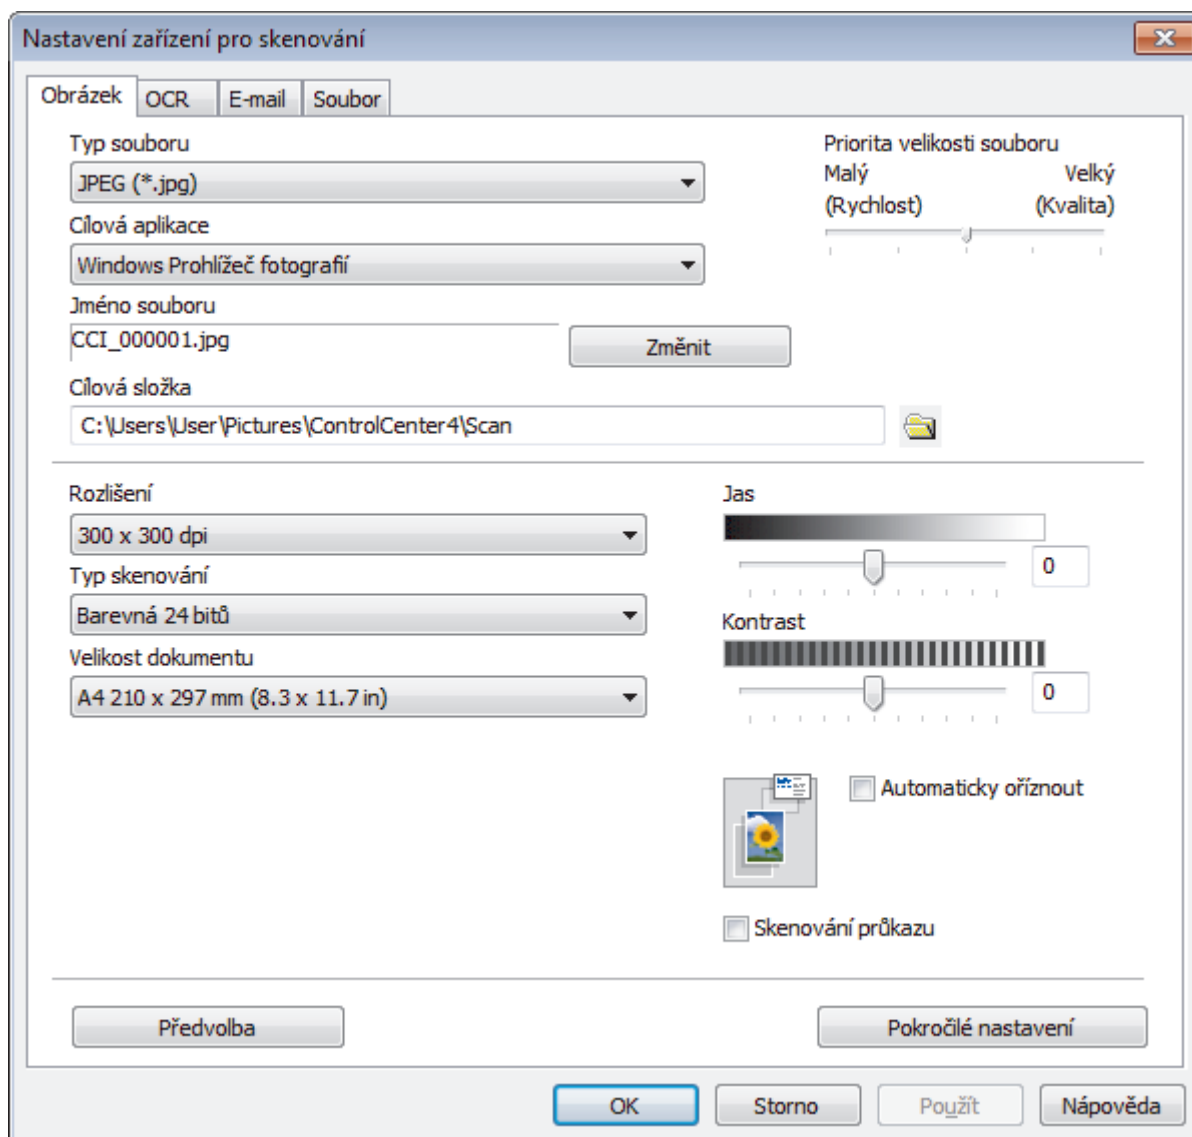 Nastavení zařízení pro skenování
Obrázek OCR E-mail Soubor
Typ souboru
JPEG (*.jpg)
Cílová aplikace
Windows Prohlížeč fotografií
Jméno souboru
CCI_000001.jpg
Změnit
Cílová složka
C:\Users\User\Pictures\ControlCenter4\Scan
Priorita velikosti souboru
Malý Velký
(Rychlost) (Kvalita)
Rozlišení
300 x 300 dpi
Typ skenování
Barevná 24 bitů
Velikost dokumentu
A4 210 x 297 mm (8.3 x 11.7 in)
Jas
0
Kontrast
0
Automaticky oříznout
Skenování průkazu
Předvolba
Pokročilé nastavení
OK Storno Použít Nápověda